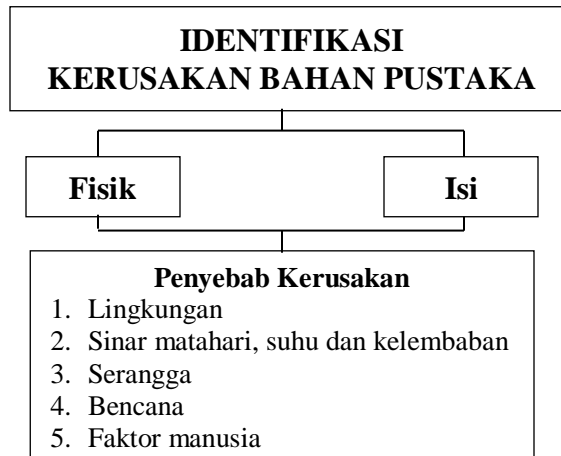 IDENTIFIKASI
KERUSAKAN BAHAN PUSTAKA
Fisik
Isi
Penyebab Kerusakan
1. Lingkungan
2. Sinar matahari, suhu dan kelembaban
3. Serangga
4. Bencana
5. Faktor manusia